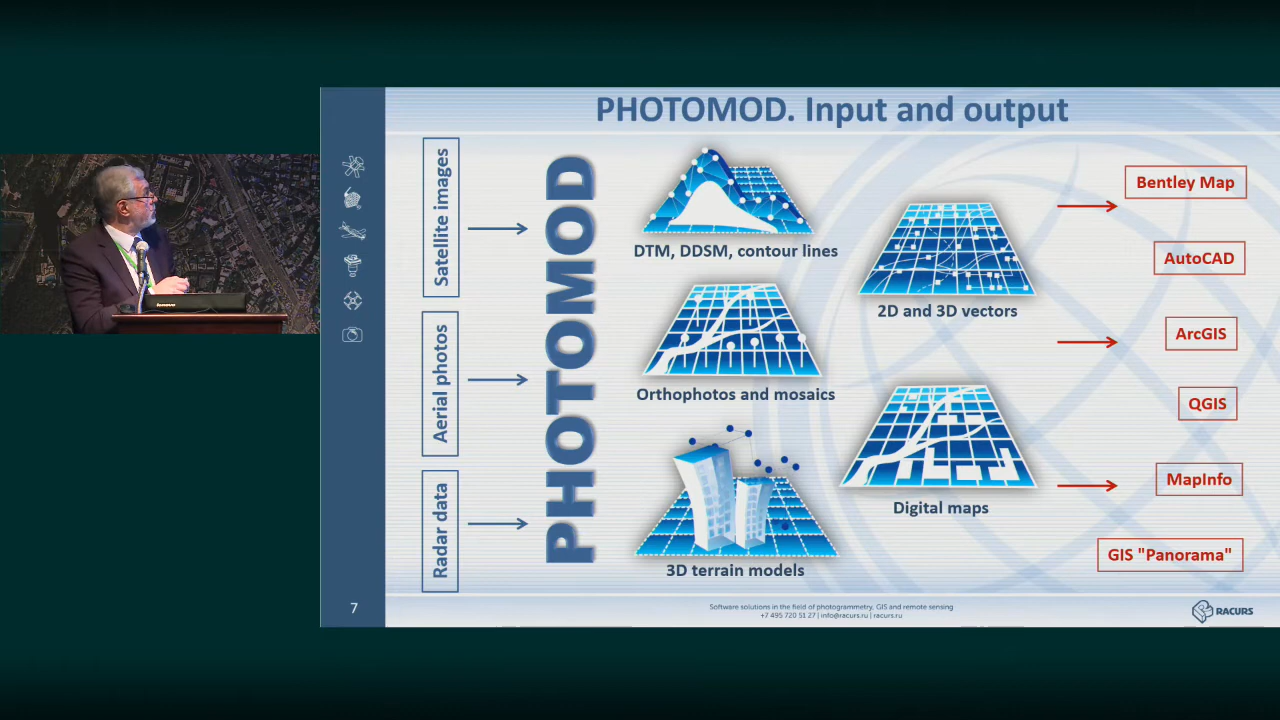 PHOTOMOD. Input and output
Satellite images
Aerial photos
Radar data
PHOTOMOD
DTM, DDSM, contour lines
Orthophotos and mosaics
3D terrain models
2D and 3D vectors
Digital maps
Bentley Map
AutoCAD
ArcGIS
QGIS
MapInfo
GIS "Panorama"
7
Software solutions in the field of photogrammetry, GIS and remote sensing
+7 495 720 51 27 | info@racurs.ru | racurs.ru
RACURS
lenovo